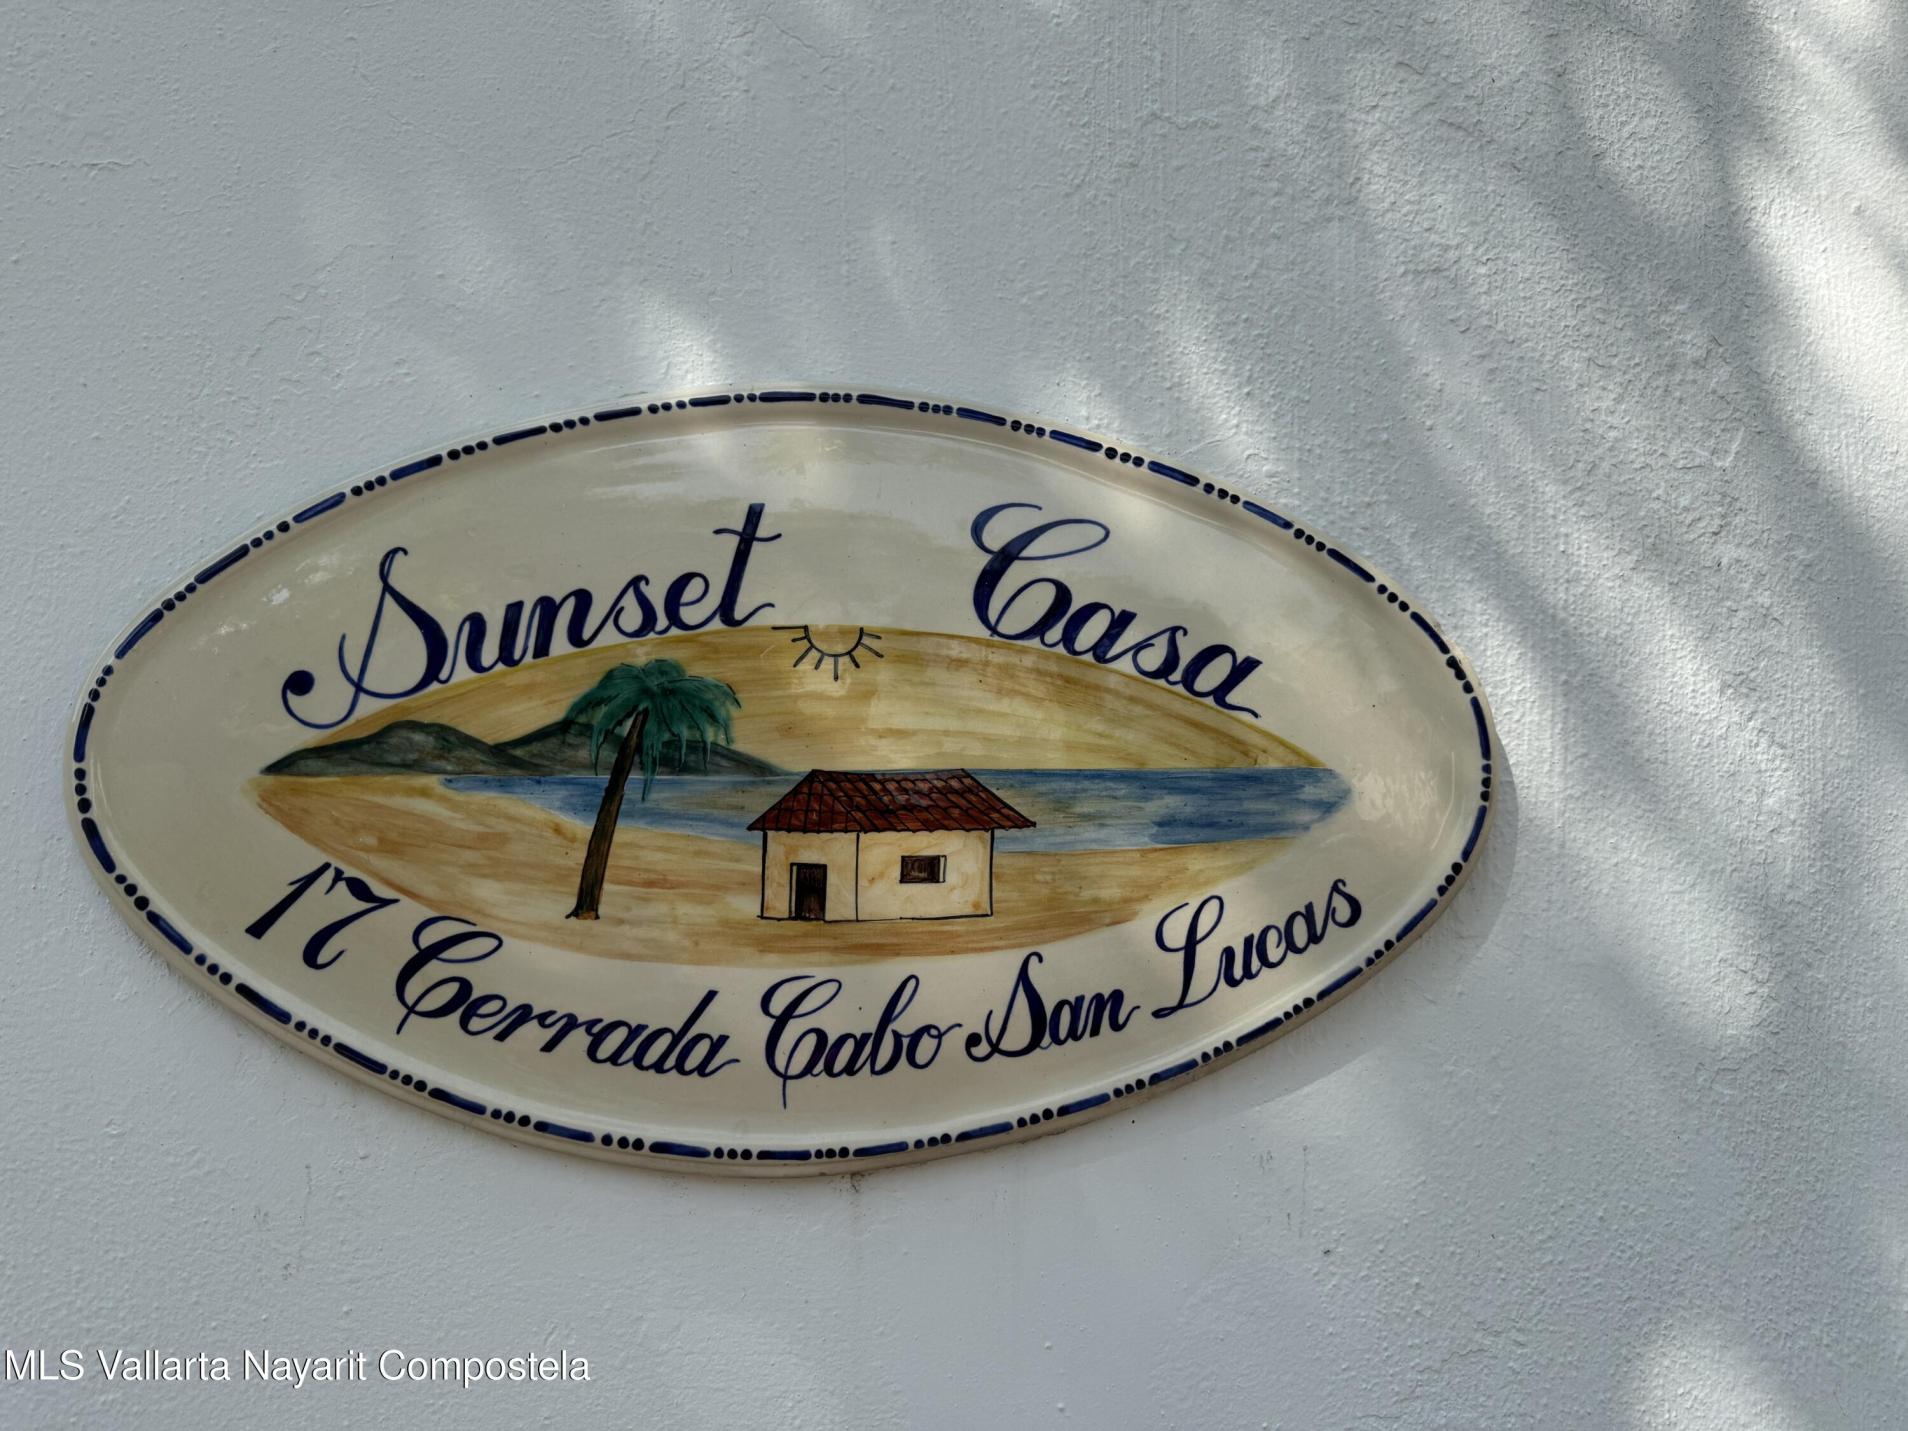 Sunset Casa
17 Cerrada Cabo San Lucas
MLS Vallarta Nayarit Compostela